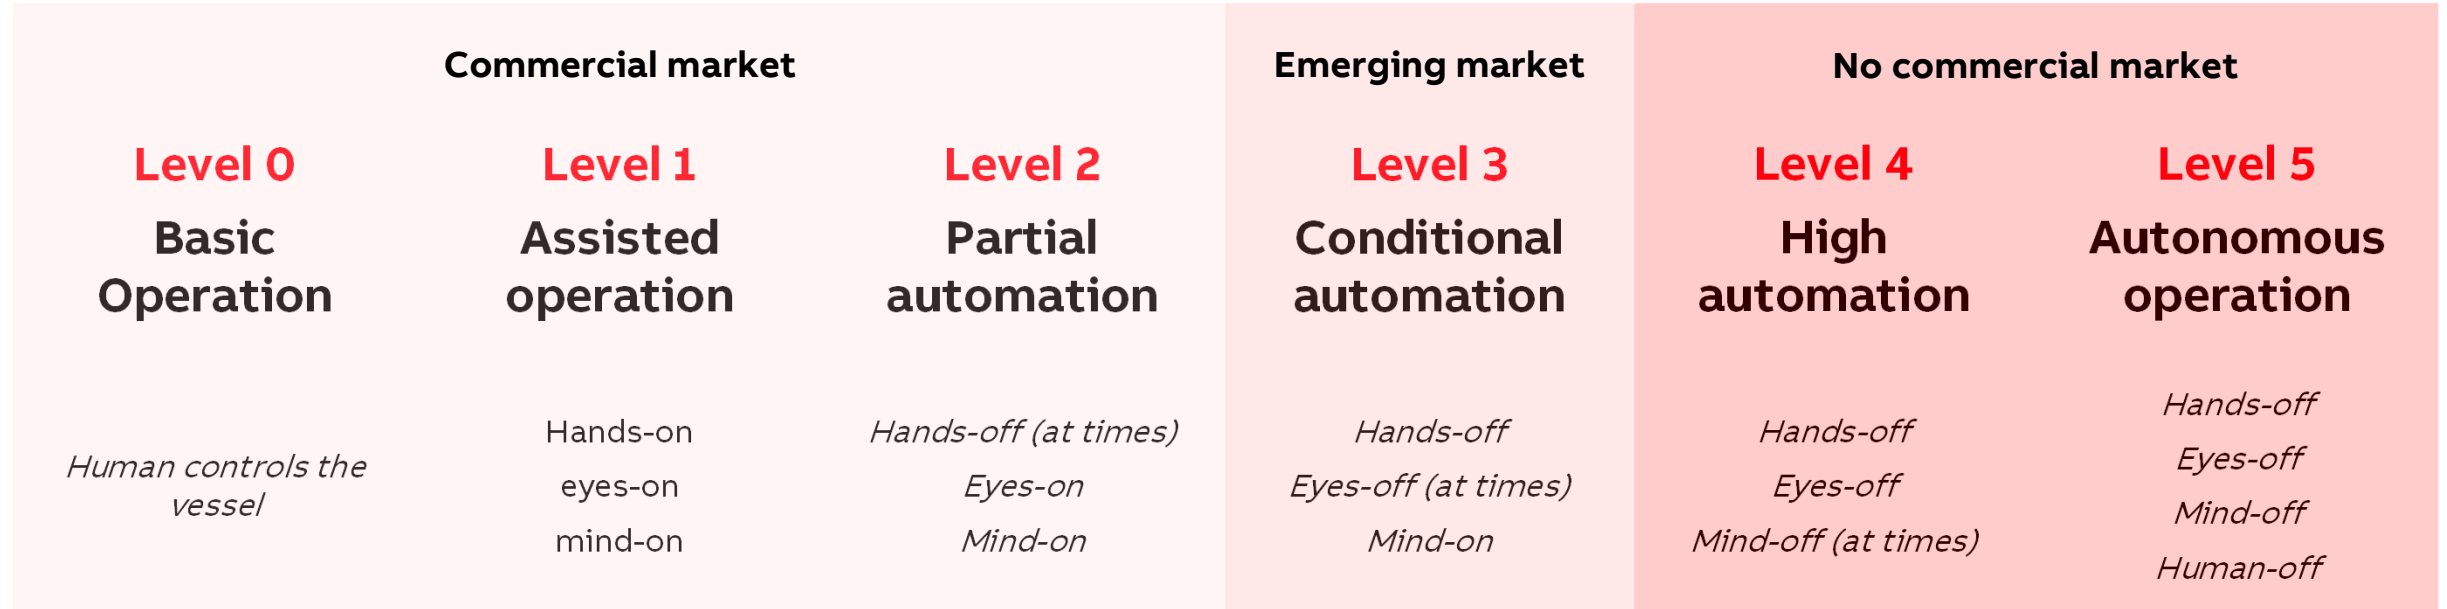 Commercial market
Emerging market
No commercial market
Level 0
Level 1
Level 2
Level 3
Level 4
Level 5
Basic
Operation
Assisted
operation
Partial
automation
Conditional
automation
High
automation
Autonomous
operation
Human controls the
vessel
Hands-on
eyes-on
mind-on
Hands-off (at times)
Eyes-on
Mind-on
Hands-off
Eyes-off (at times)
Mind-on
Hands-off
Eyes-off
Mind-off (at times)
Hands-off
Eyes-off
Mind-off
Human-off